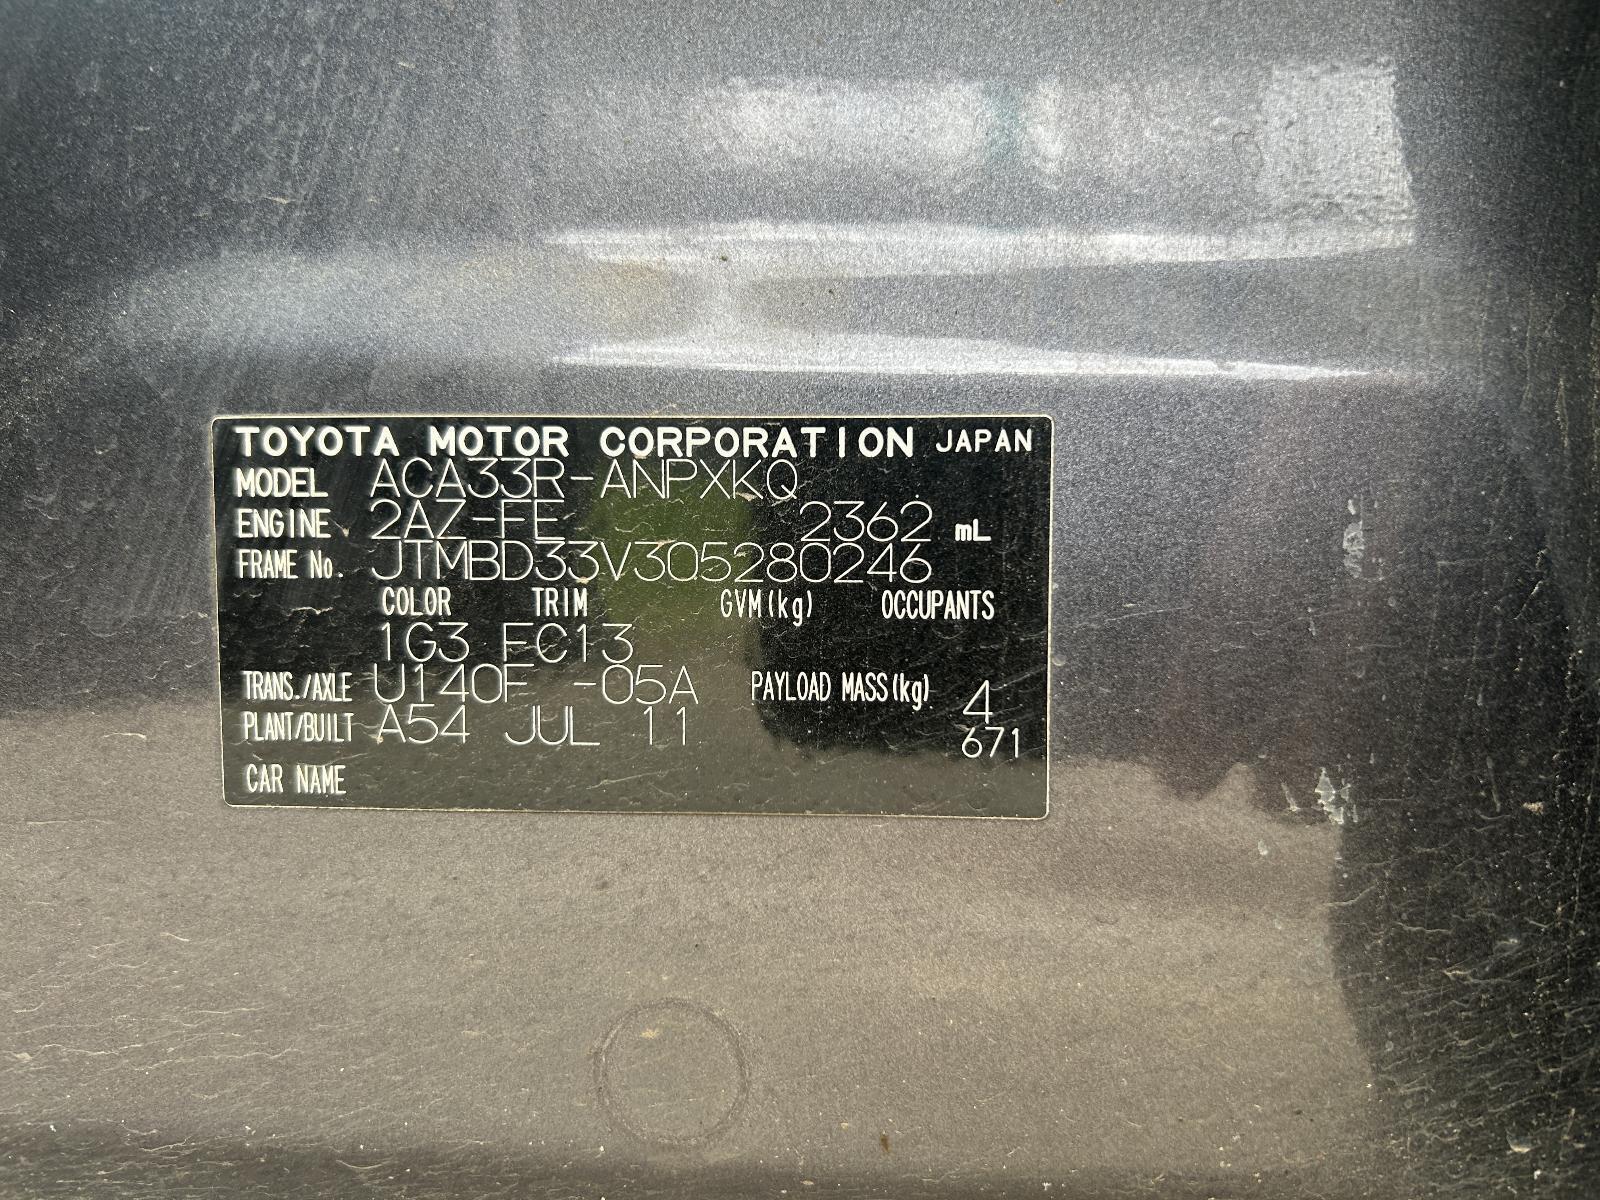 TOYOTA MOTOR CORPORATION JAPAN
MODEL ACA33R-ANPXKQ
ENGINE 2AZ-FE 2362 mL
FRAME No. JTMBD33V305280246
COLOR TRIM GVM(kg) OCCUPANTS
1G3 FC13
TRANS./AXLE U140F -05A PAYLOAD MASS(kg) 4
PLANT/BUILT A54 JUL 11 671
CAR NAME